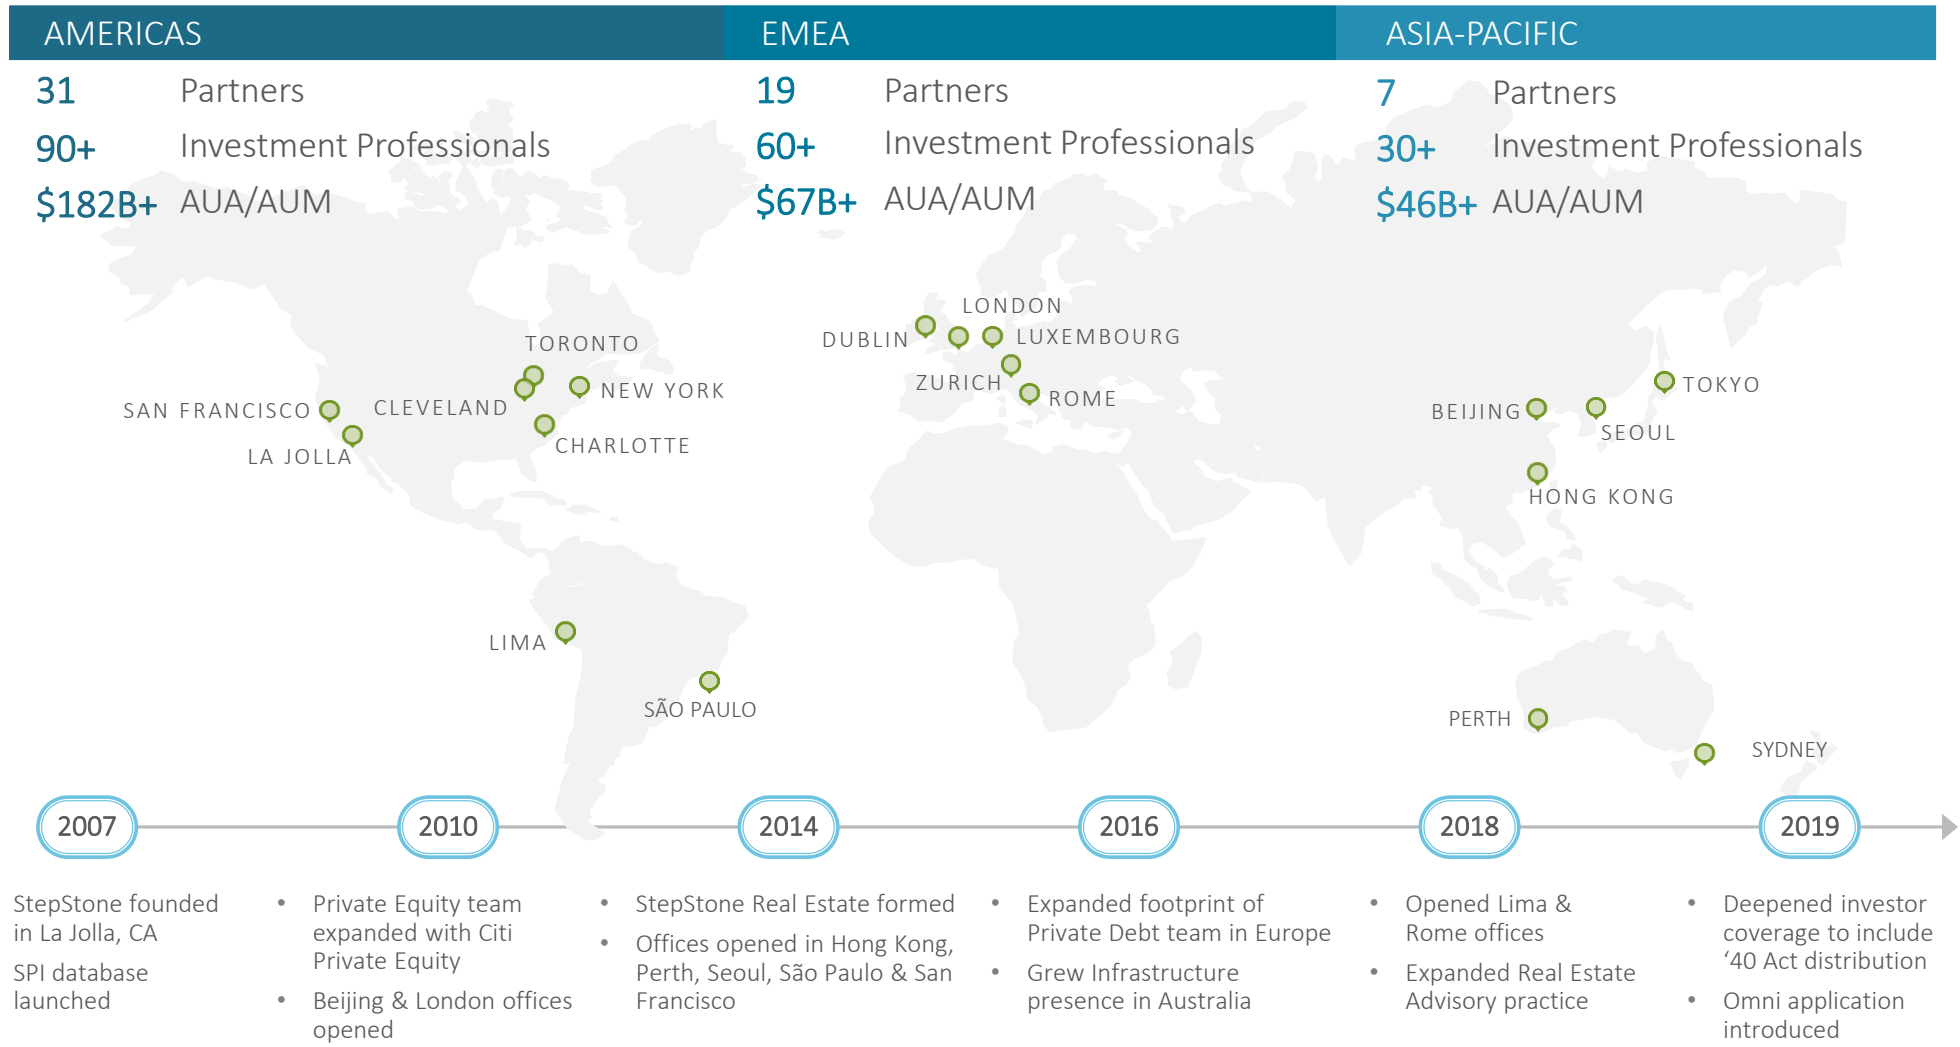 AMERICAS
31 Partners
90+ Investment Professionals
$182B+ AUA/AUM
EMEA
19 Partners
60+ Investment Professionals
$67B+ AUA/AUM
ASIA-PACIFIC
7 Partners
30+ Investment Professionals
$46B+ AUA/AUM
TORONTO
SAN FRANCISCO
CLEVELAND
NEW YORK
LA JOLLA
CHARLOTTE
LIMA
SÃO PAULO
LONDON
DUBLIN
LUXEMBOURG
ZURICH
ROME
TOKYO
BEIJING
SEOUL
HONG KONG
PERTH
SYDNEY
2007
StepStone founded
in La Jolla, CA
SPI database
launched
2010
• Private Equity team
expanded with Citi
Private Equity
• Beijing & London offices
opened
2014
• StepStone Real Estate formed
• Offices opened in Hong Kong,
Perth, Seoul, São Paulo & San
Francisco
2016
• Expanded footprint of
Private Debt team in Europe
• Grew Infrastructure
presence in Australia
2018
• Opened Lima &
Rome offices
• Expanded Real Estate
Advisory practice
2019
• Deepened investor
coverage to include
‘40 Act distribution
• Omni application
introduced